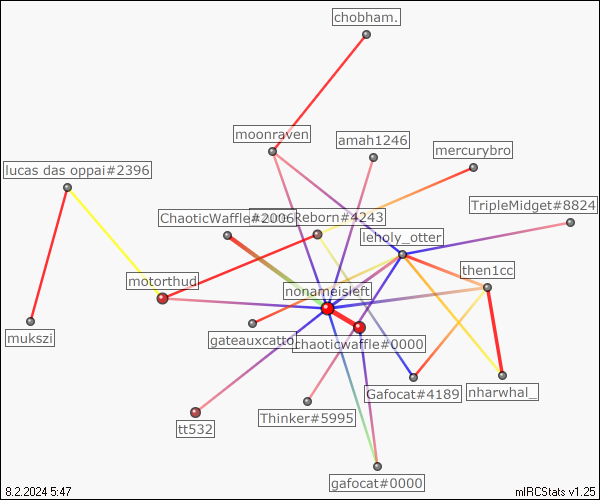 chobham.
moonraven
amah1246
mercurybro
lucas das oppai#2396
TripleMidget#8824
ChaoticWaffle#2006
Reborn#4243
leholy_otter
then1cc
motorthud
nonameisleft
mukszi
gateauxcatto
chaoticwaffle#0000
Gafocat#4189
nharwhal_
Thinker#5995
tt532
gafocat#0000
8.2.2024 5:47
mIRCStats v1.25